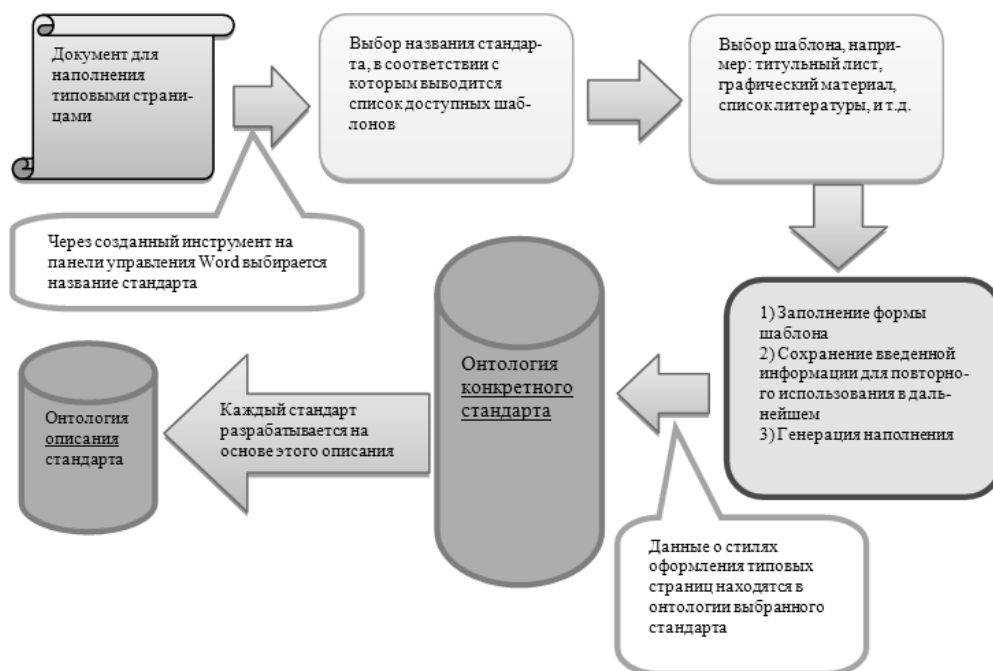 Документ для
наполнения
типовыми страни-
цами
Выбор названия стандар-
та, в соответствии с
которым выводится
список доступных шаб-
лонов
Выбор шаблона, напри-
мер: титульный лист,
графический материал,
список литературы, и т.д.
Через созданный инструмент на
панели управления Word выбирается
название стандарта
1) Заполнение формы
шаблона
2) Сохранение введенной
информации для повторно-
го использования в даль-
нейшем
3) Генерация наполнения
Онтология
конкретного
стандарта
Каждый стандарт
разрабатывается на
основе этого описания
Онтология
описания
стандарта
Данные о стилях
оформления типовых
страниц находятся в
онтологии выбранного
стандарта